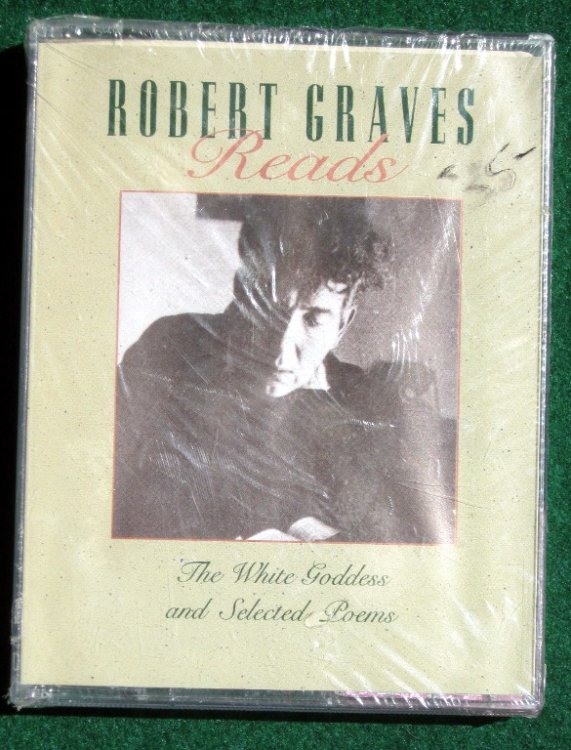 ROBERT GRAVES
Reads
The White Goddess
and Selected Poems